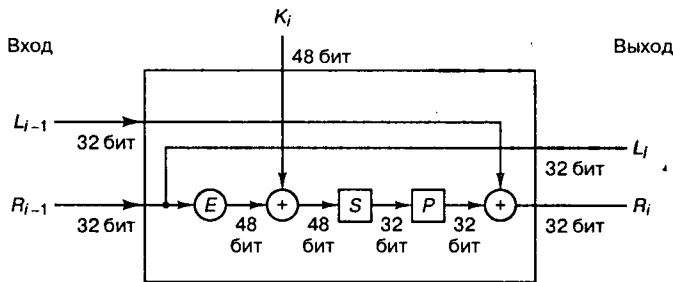 K_i
Вход
48 бит
Выход
L_{i-1}
32 бит
L_i
32 бит
R_{i-1}
E
+
S
P
+
R_i
32 бит
48
бит
48
бит
32
бит
32
бит
32 бит